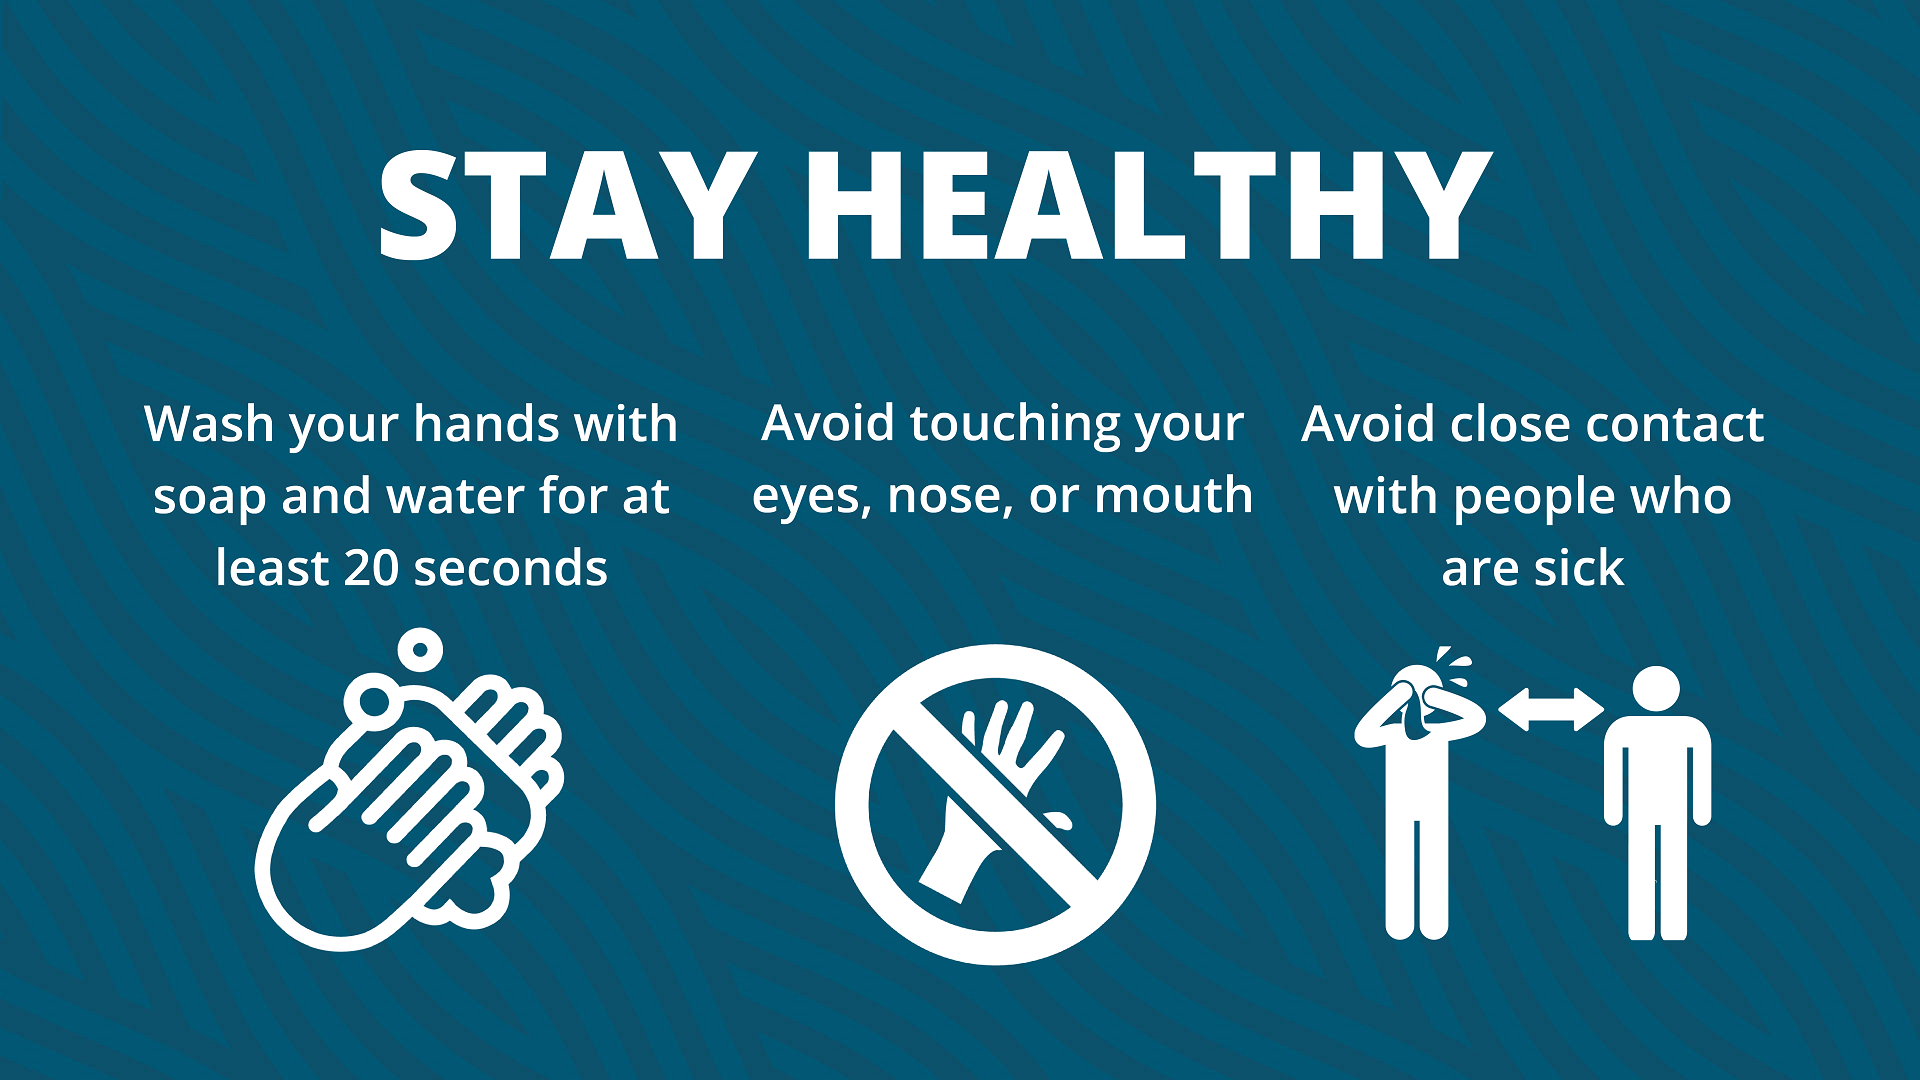 STAY HEALTHY
Wash your hands with
soap and water for at
least 20 seconds
Avoid touching your
eyes, nose, or mouth
Avoid close contact
with people who
are sick